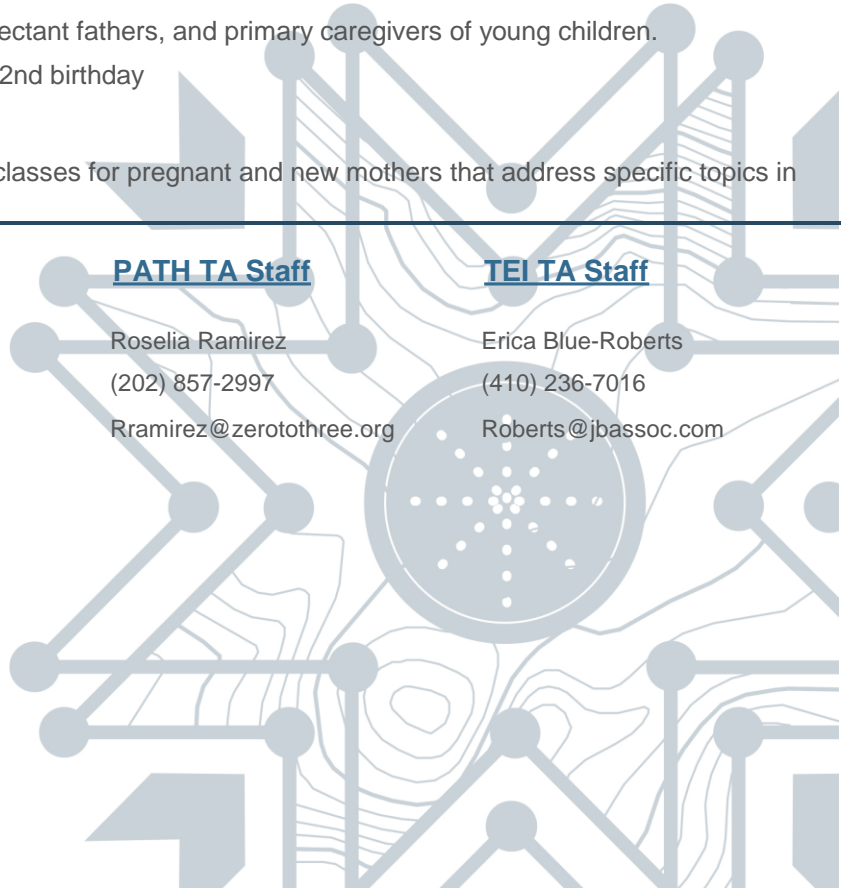 ectant fathers, and primary caregivers of young children.
2nd birthday
classes for pregnant and new mothers that address specific topics in
PATH TA Staff
Roselia Ramirez
(202) 857-2997
Rramirez@zerotothree.org
TEI TA Staff
Erica Blue-Roberts
(410) 236-7016
Roberts@jbassoc.com